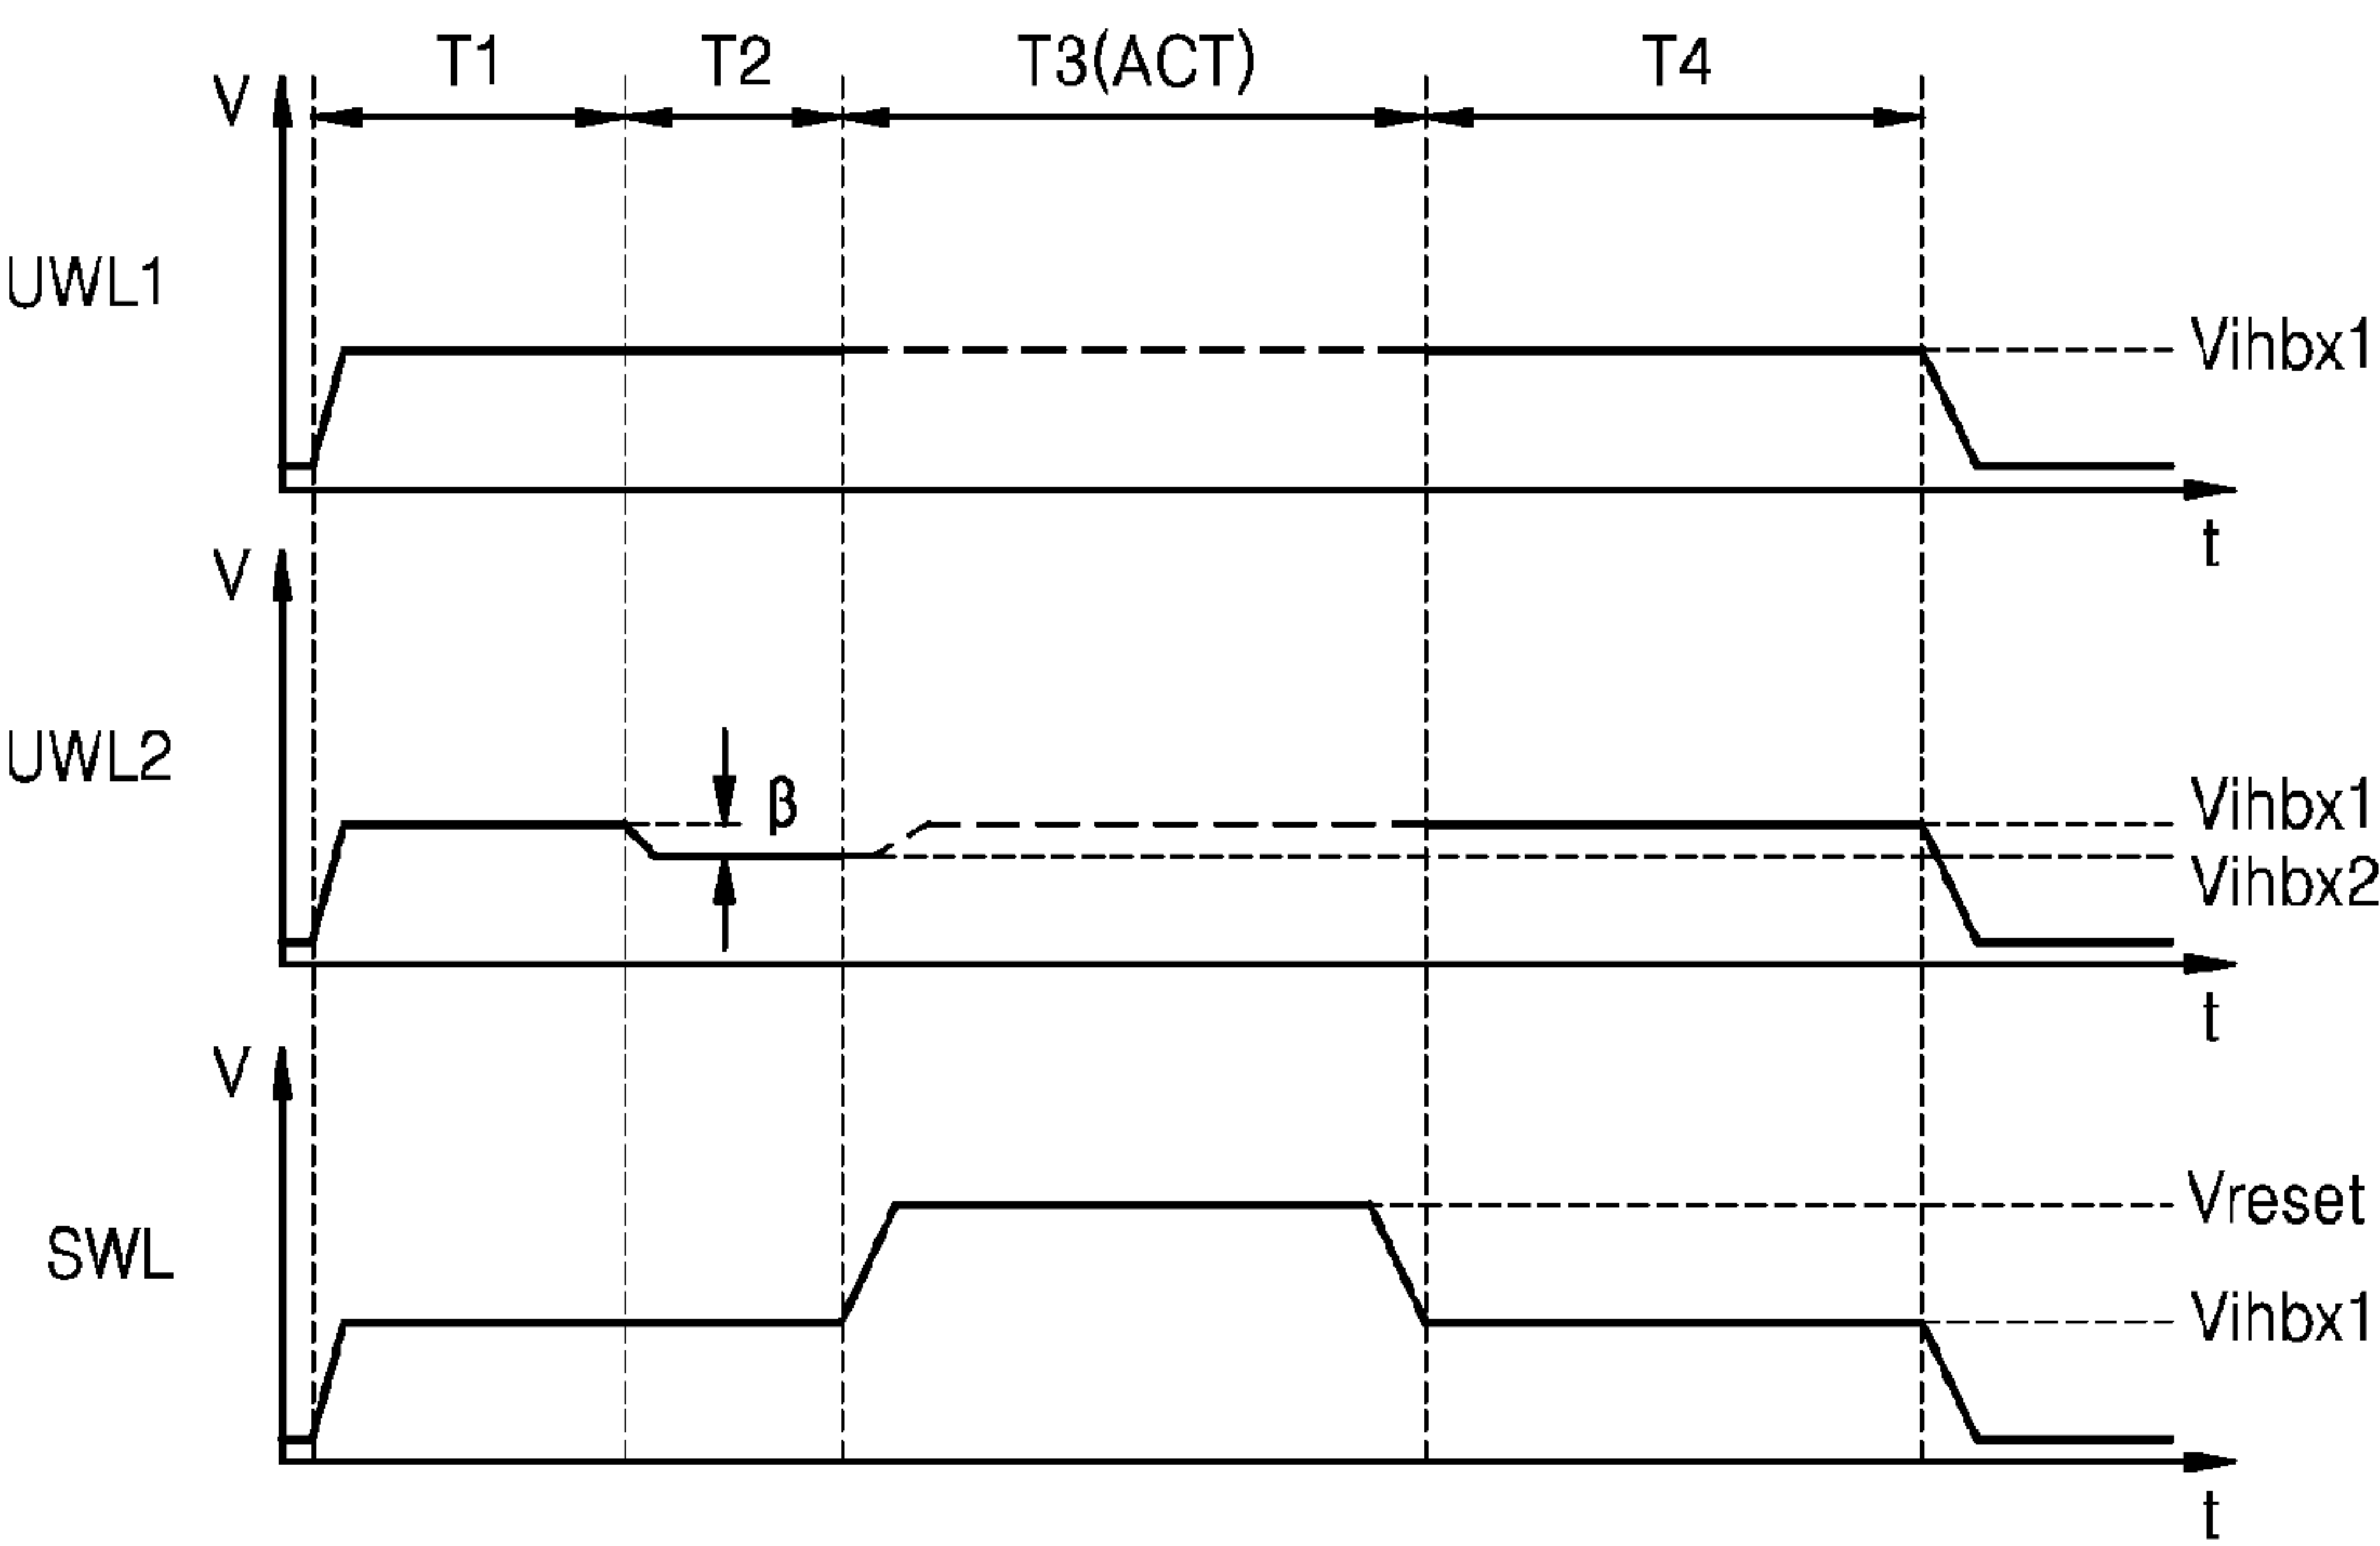 T1 T2 T3(ACT) T4
V
UWL1
Vihbx1
t
V
UWL2
β
Vihbx1
Vihbx2
t
V
SWL
Vreset
Vihbx1
t